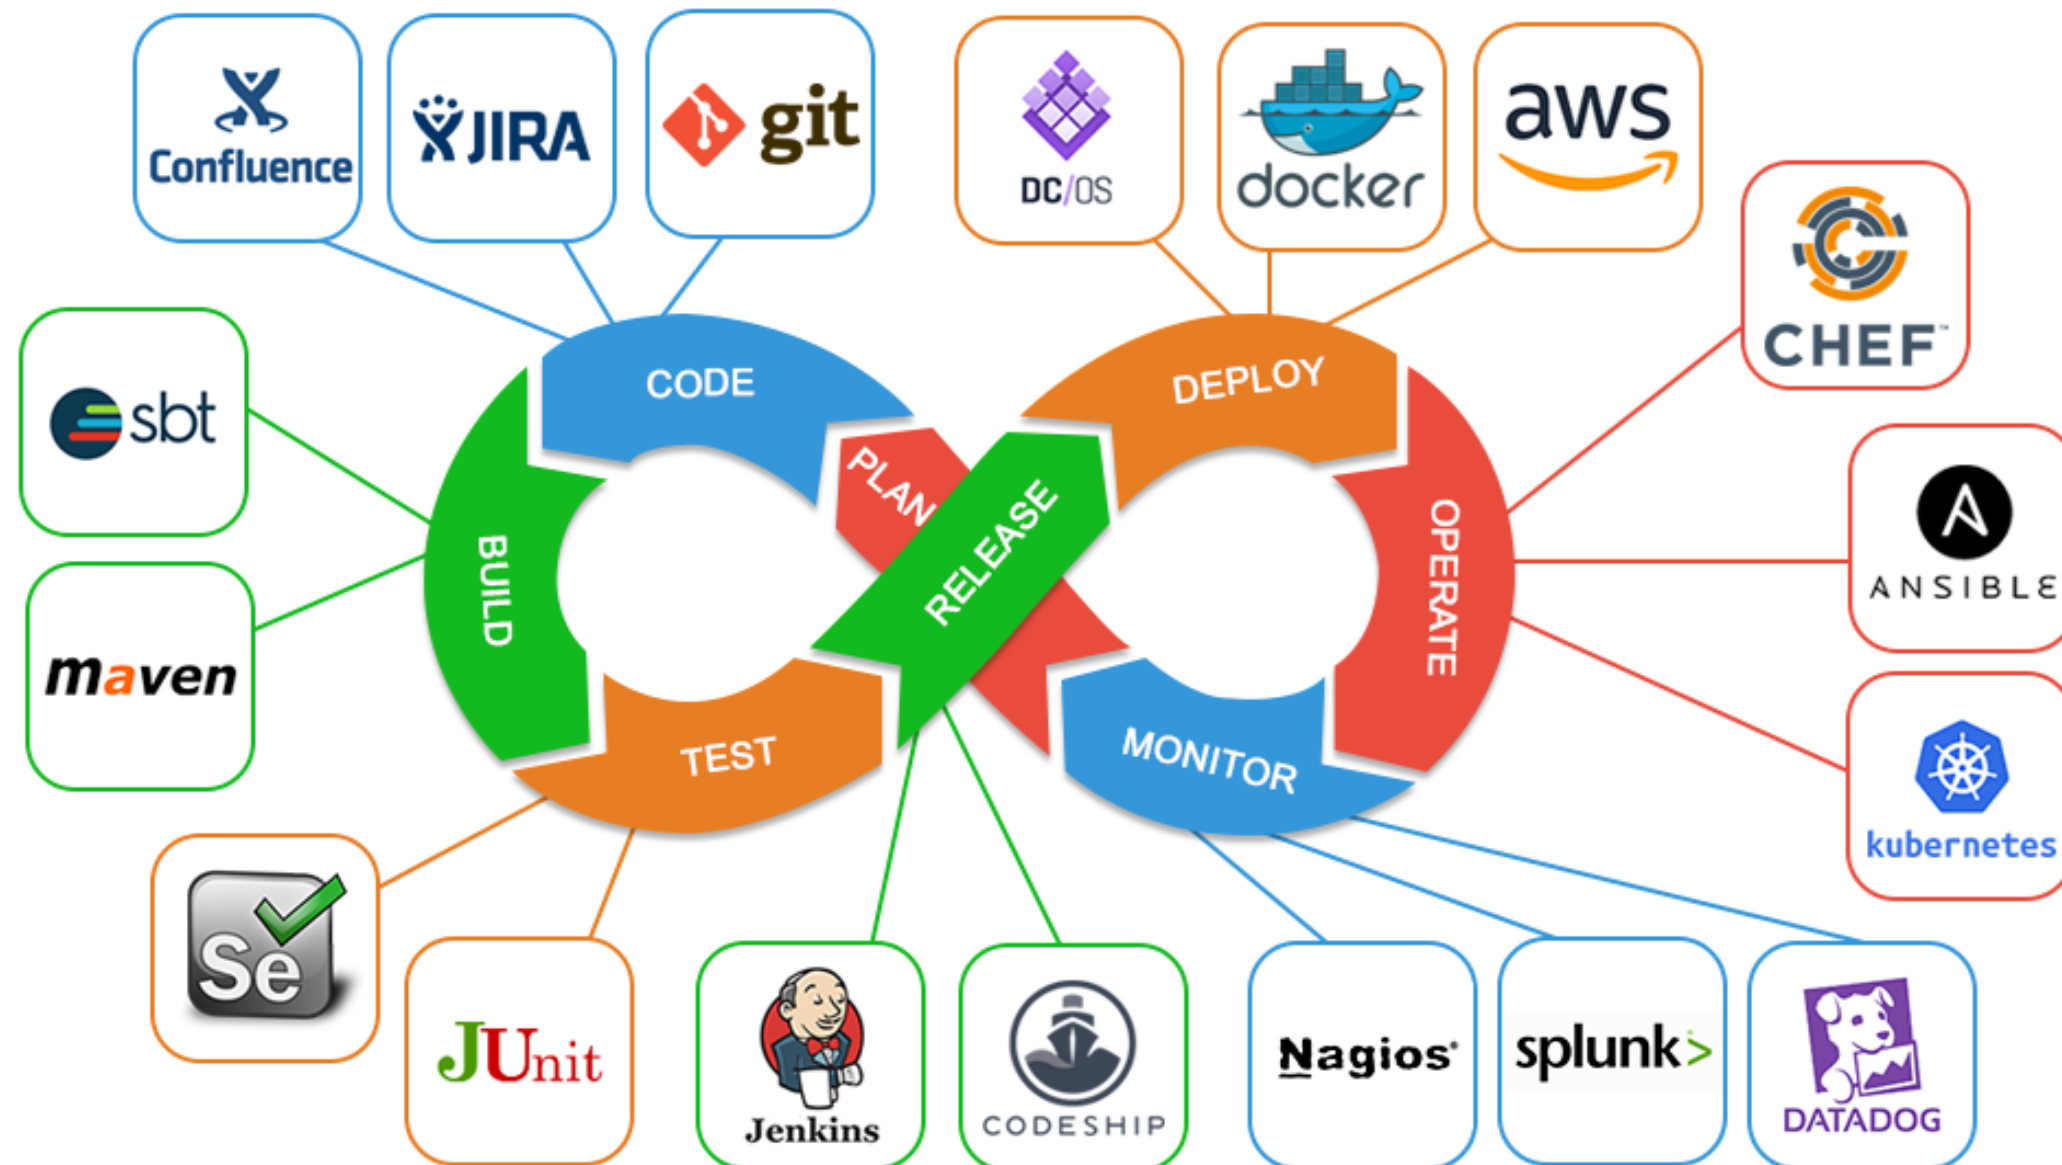 Confluence
JIRA
git
DC/OS
docker
aws
CHEF™
sbt
CODE
DEPLOY
PLAN
RELEASE
BUILD
OPERATE
ANSIBLE
maven
TEST
MONITOR
kubernetes
Se
JUnit
Jenkins
CODESHIP
Nagios®
splunk>
DATADOG